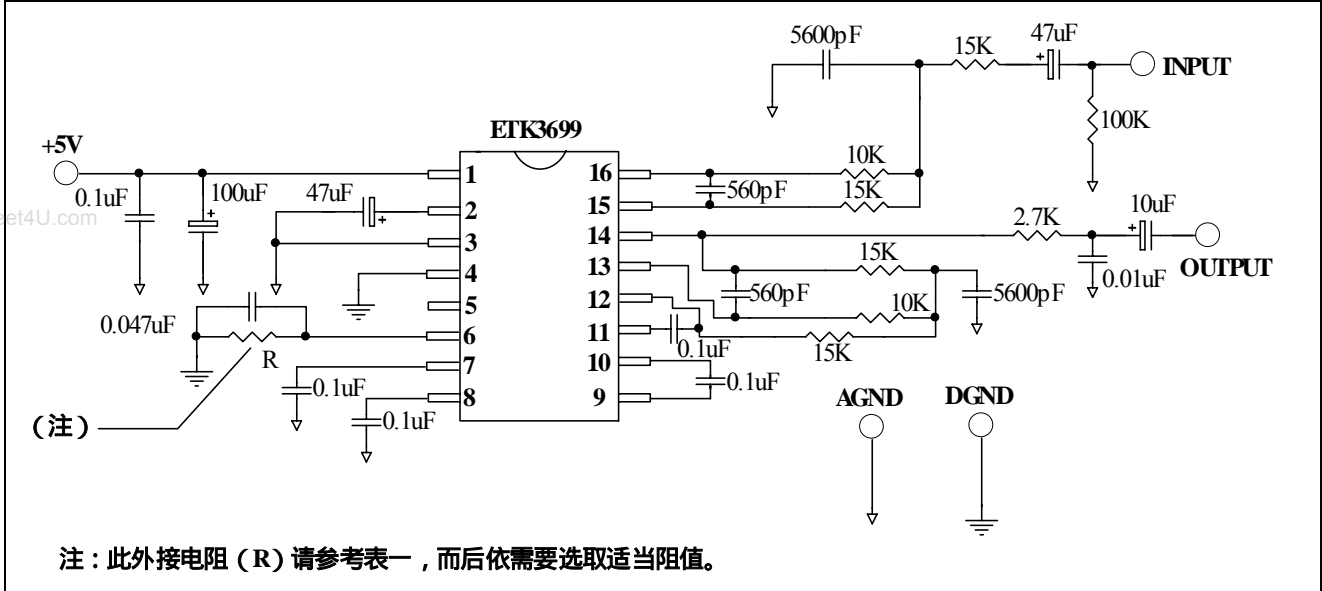 5600pF
15K
47uF
+
INPUT
100K
ETK3699
+5V
0.1uF
100uF
+
47uF
+
1
2
3
4
5
6
7
8
16
15
14
13
12
11
10
9
10K
560pF
15K
2.7K
10uF
+
OUTPUT
0.01uF
15K
560pF
5600pF
10K
0.1uF
15K
0.1uF
eet4U.com
0.047uF
R
0.1uF
0.1uF
(注)
AGND
DGND
注:此外接电阻(R)请参考表一,而后依需要选取适当阻值。